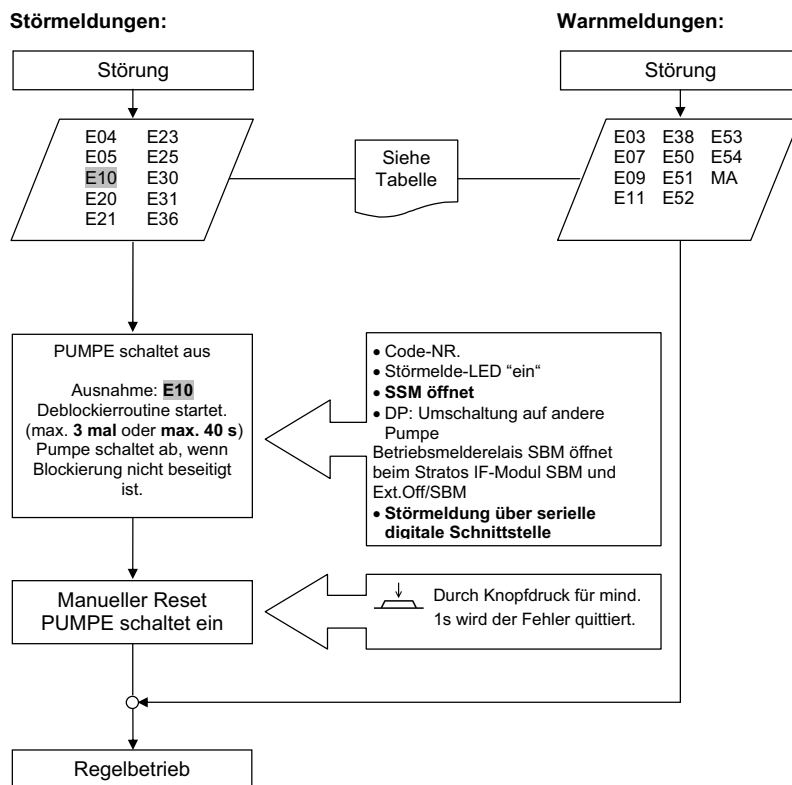 Störmeldungen:
Warnmeldungen:
Störung
Störung
E04 E23
E05 E25
E10 E30
E20 E31
E21 E36
Siehe
Tabelle
E03 E38 E53
E07 E50 E54
E09 E51 MA
E11 E52
PUMPE schaltet aus
Ausnahme: E10
Deblockierroutine startet.
(max. 3 mal oder max. 40 s)
Pumpe schaltet ab, wenn
Blockierung nicht beseitigt
ist.
• Code-NR.
• Störmelde-LED “ein“
• SSM öffnet
• DP: Umschaltung auf andere
Pumpe
Betriebsmelderelais SBM öffnet
beim Stratos IF-Modul SBM und
Ext.Off/SBM
• Störmeldung über serielle
digitale Schnittstelle
Manueller Reset
PUMPE schaltet ein
Durch Knopfdruck für mind.
1s wird der Fehler quittiert.
Regelbetrieb